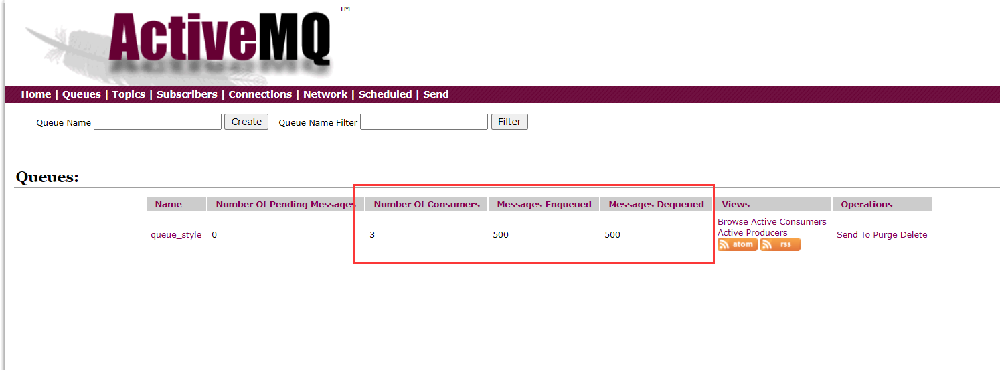 ActiveMQ ™
Home | Queues | Topics | Subscribers | Connections | Network | Scheduled | Send
Queue Name Create Queue Name Filter Filter
Queues:
Name Number Of Pending Messages Number Of Consumers Messages Enqueued Messages Dequeued Views Operations
queue_style 0 3 500 500 Browse Active Consumers
Active Producers
atom rss
Send To Purge Delete